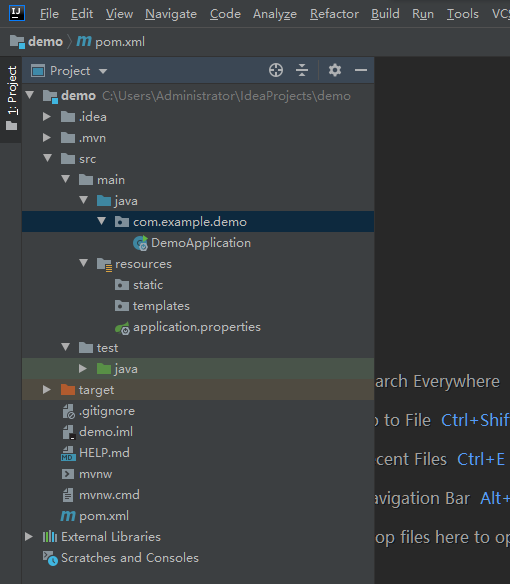 IJ File Edit View Navigate Code Analyze Refactor Build Run Tools VCS
demo pom.xml
1: Project
Project
demo C:\Users\Administrator\IdeaProjects\demo
.idea
.mvn
src
main
java
com.example.demo
DemoApplication
resources
static
templates
application.properties
test
java
target
.gitignore
demo.iml
HELP.md
mvnw
mvnw.cmd
pom.xml
External Libraries
Scratches and Consoles
arch Everywhere
to File Ctrl+Shif
cent Files Ctrl+E
avigation Bar Alt+
op files here to op